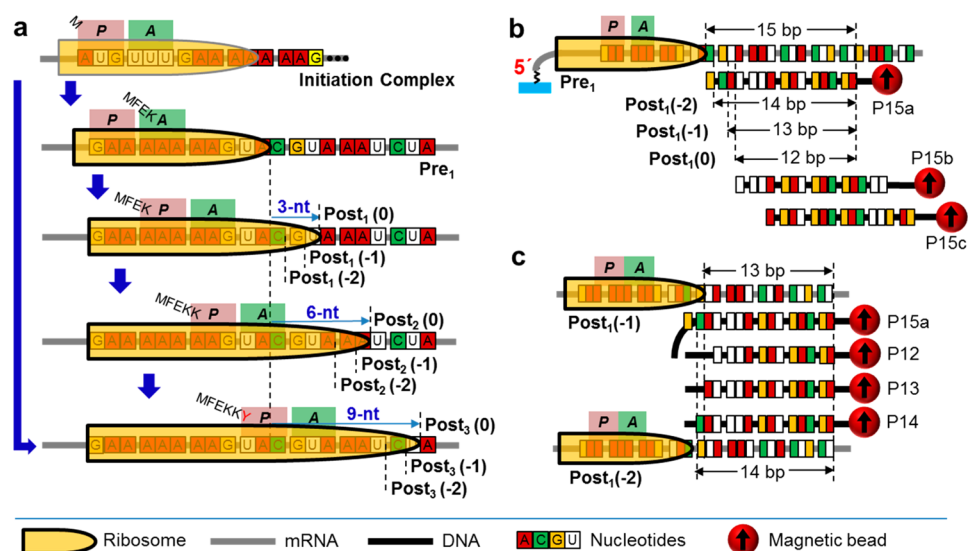 a
M
P A
A U G U U U G A A A A A A A G
Initiation Complex
MFEK
P A
G A A A A A A G U A C G U A A A U C U A
Pre1
MFEK
P A
3-nt
Post1 (0)
G A A A A A A G U A C G U A A A U C U A
Post1 (-1)
Post1 (-2)
MFEKK
P A
6-nt
Post2 (0)
G A A A A A A G U A C G U A A A U C U A
Post2 (-1)
Post2 (-2)
MFEKKY
P A
9-nt
Post3 (0)
G A A A A A A G U A C G U A A A U C U A
Post3 (-1)
Post3 (-2)
b
P A
15 bp
5´
Pre1
P15a
Post1(-2)
14 bp
Post1(-1)
13 bp
Post1(0)
12 bp
P15b
P15c
c
P A
13 bp
Post1(-1)
P15a
P12
P13
P A
P14
Post1(-2)
14 bp
Ribosome mRNA DNA A C G U Nucleotides Magnetic bead